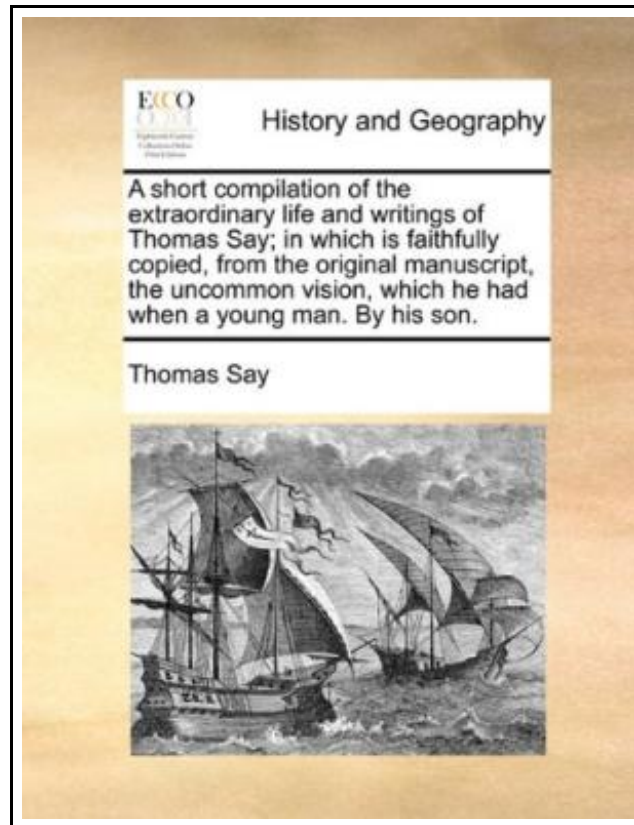 ECCO
History and Geography
A short compilation of the
extraordinary life and writings of
Thomas Say; in which is faithfully
copied, from the original manuscript,
the uncommon vision, which he had
when a young man. By his son.
Thomas Say